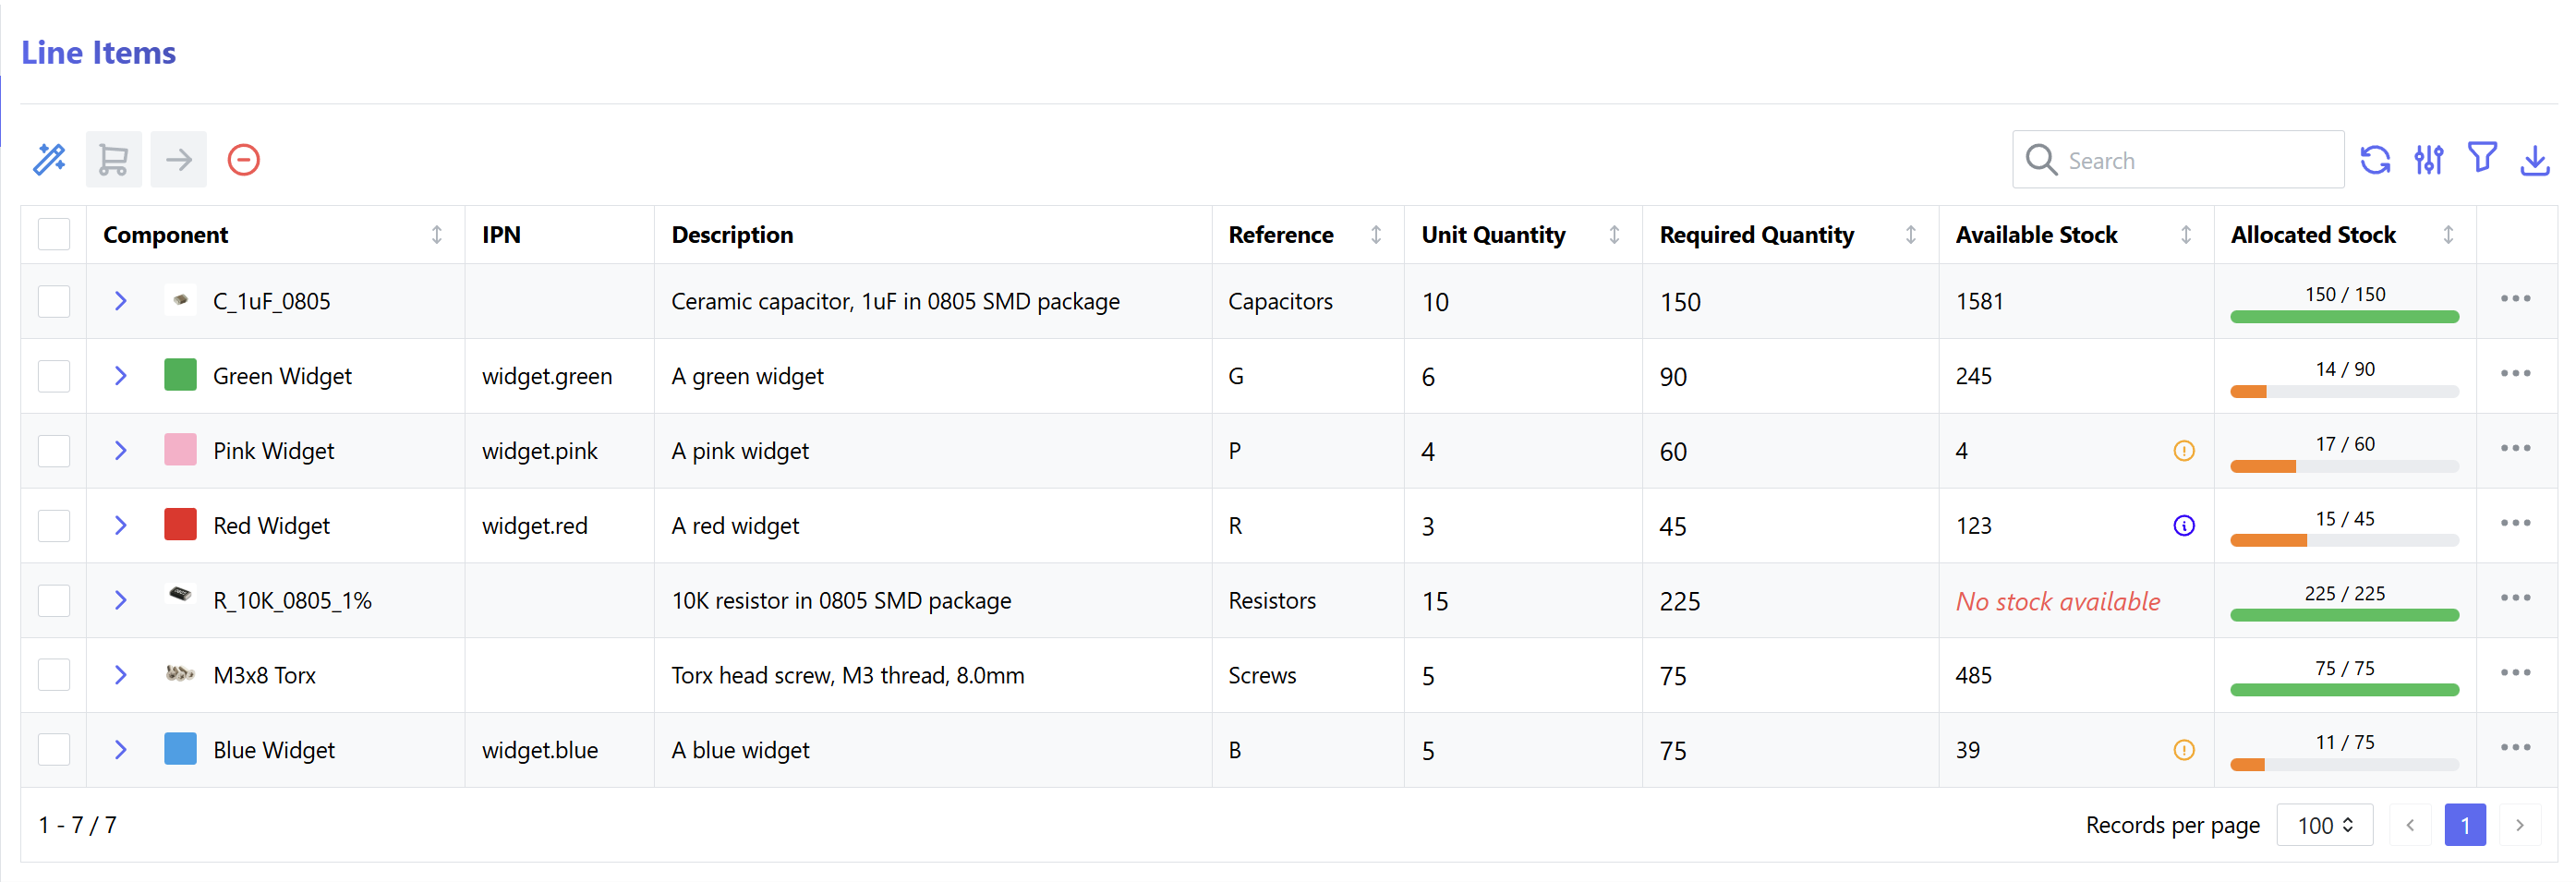 Line Items
Search
Component IPN Description Reference Unit Quantity Required Quantity Available Stock Allocated Stock
C_1uF_0805 Ceramic capacitor, 1uF in 0805 SMD package Capacitors 10 150 1581 150 / 150
Green Widget widget.green A green widget G 6 90 245 14 / 90
Pink Widget widget.pink A pink widget P 4 60 4 17 / 60
Red Widget widget.red A red widget R 3 45 123 15 / 45
R_10K_0805_1% 10K resistor in 0805 SMD package Resistors 15 225 No stock available 225 / 225
M3x8 Torx Torx head screw, M3 thread, 8.0mm Screws 5 75 485 75 / 75
Blue Widget widget.blue A blue widget B 5 75 39 11 / 75
1 - 7 / 7 Records per page 100 1